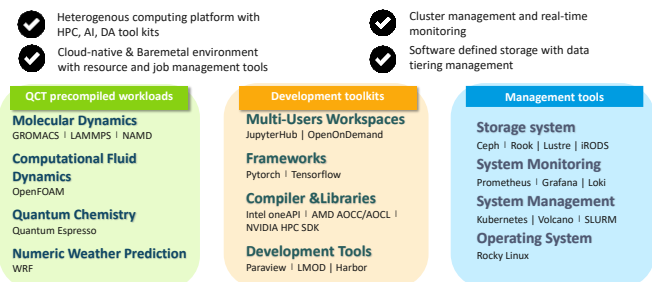 Heterogenous computing platform with
HPC, AI, DA tool kits
Cloud-native & Baremetal environment
with resource and job management tools
Cluster management and real-time
monitoring
Software defined storage with data
tiering management
QCT precompiled workloads
Molecular Dynamics
GROMACS | LAMMPS | NAMD
Computational Fluid
Dynamics
OpenFOAM
Quantum Chemistry
Quantum Espresso
Numeric Weather Prediction
WRF
Development toolkits
Multi-Users Workspaces
JupyterHub | OpenOnDemand
Frameworks
Pytorch | Tensorflow
Compiler &Libraries
Intel oneAPI | AMD AOCC/AOCL |
NVIDIA HPC SDK
Development Tools
Paraview | LMOD | Harbor
Management tools
Storage system
Ceph | Rook | Lustre | iRODS
System Monitoring
Prometheus | Grafana | Loki
System Management
Kubernetes | Volcano | SLURM
Operating System
Rocky Linux